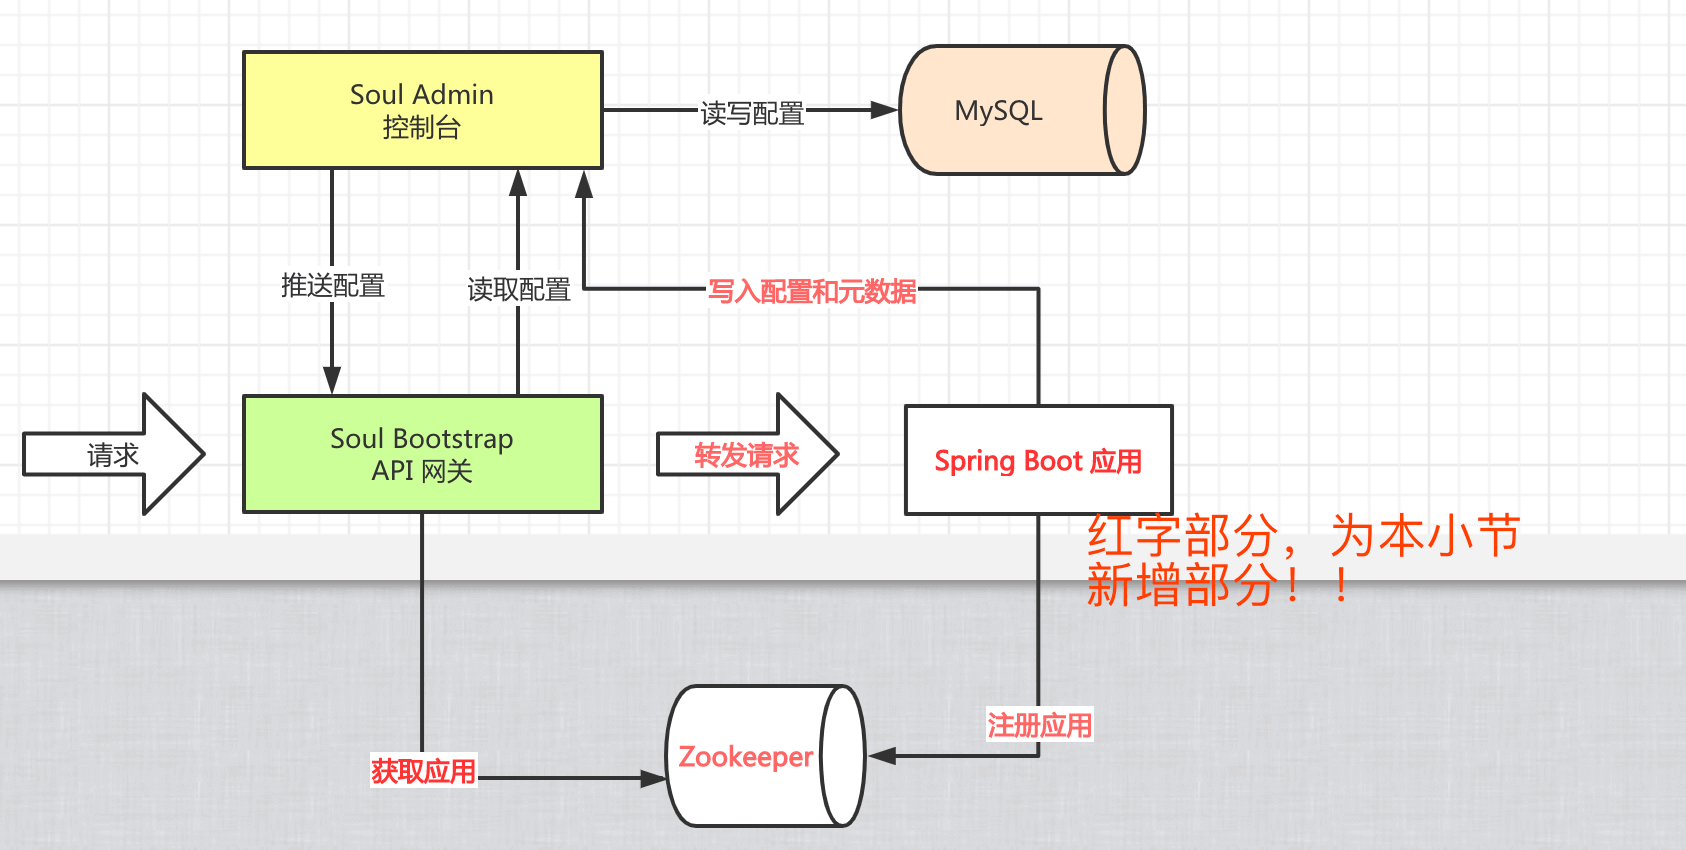 Soul Admin
控制台
读写配置
MySQL
推送配置
读取配置
写入配置和元数据
请求
Soul Bootstrap
API 网关
转发请求
Spring Boot 应用
红字部分，为本小节
新增部分！！
注册应用
获取应用
Zookeeper